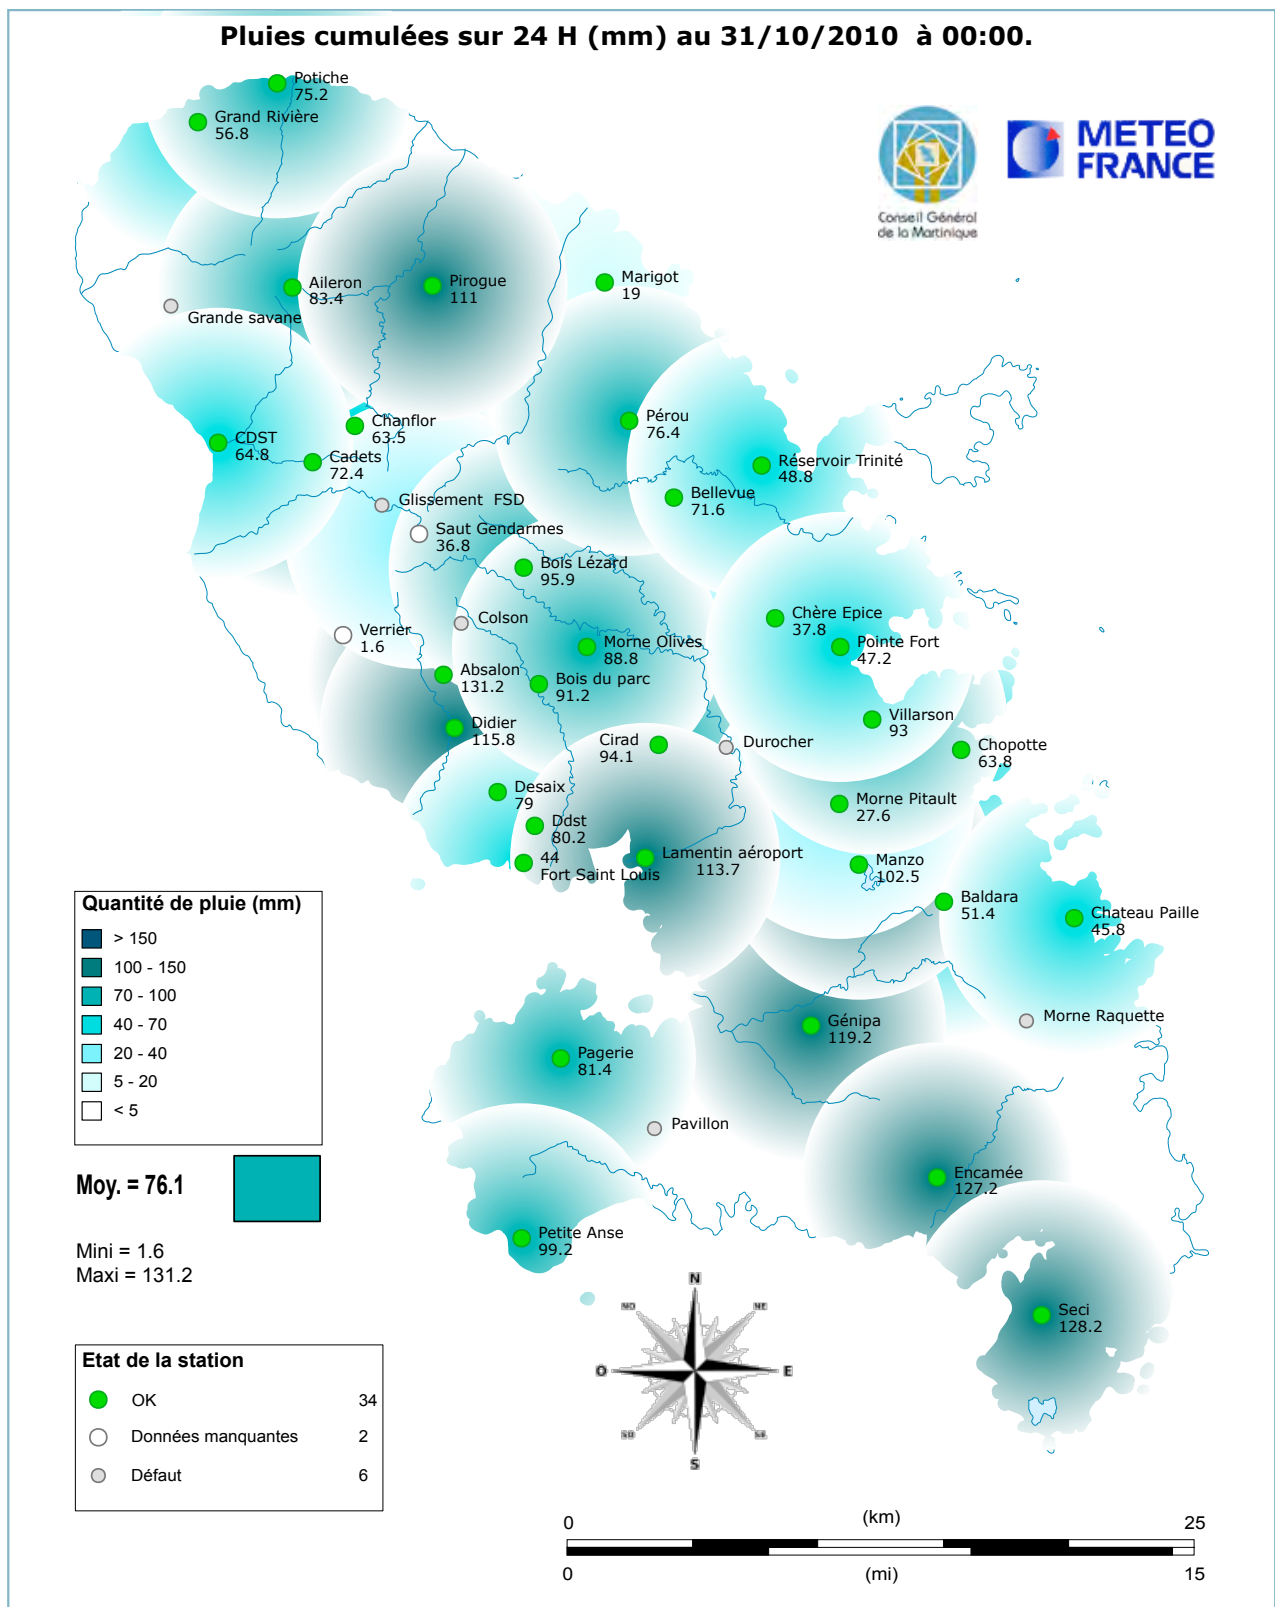 Pluies cumulées sur 24 H (mm) au 31/10/2010 à 00:00.
Potiche
75.2
Grand Rivière
56.8
METEO
FRANCE
Conseil Général
de la Martinique
Aileron
83.4
Pirogue
111
Marigot
19
Grande savane
Chanflor
63.5
CDST
64.8
Cadets
72.4
Pérou
76.4
Réservoir Trinité
48.8
Bellevue
71.6
Glissement FSD
Saut Gendarmes
36.8
Bois Lézard
95.9
Colson
Verrier
1.6
Morne Olives
88.8
Chère Epice
37.8
Pointe Fort
47.2
Absalon
131.2
Bois du parc
91.2
Didier
115.8
Cirad
94.1
Durocher
Villarson
93
Chopotte
63.8
Desaix
79
Ddst
80.2
44
Fort Saint Louis
Lamentin aéroport
113.7
Morne Pitault
27.6
Manzo
102.5
Baldara
51.4
Chateau Paille
45.8
Quantité de pluie (mm)
> 150
100 - 150
70 - 100
40 - 70
20 - 40
5 - 20
< 5
Génipa
119.2
Morne Raquette
Pagerie
81.4
Pavillon
Moy. = 76.1
Mini = 1.6
Maxi = 131.2
Encamée
127.2
Petite Anse
99.2
Seci
128.2
N
NO
NE
O
E
SO
SE
S
Etat de la station
OK 34
Données manquantes 2
Défaut 6
0 (km) 25
0 (mi) 15